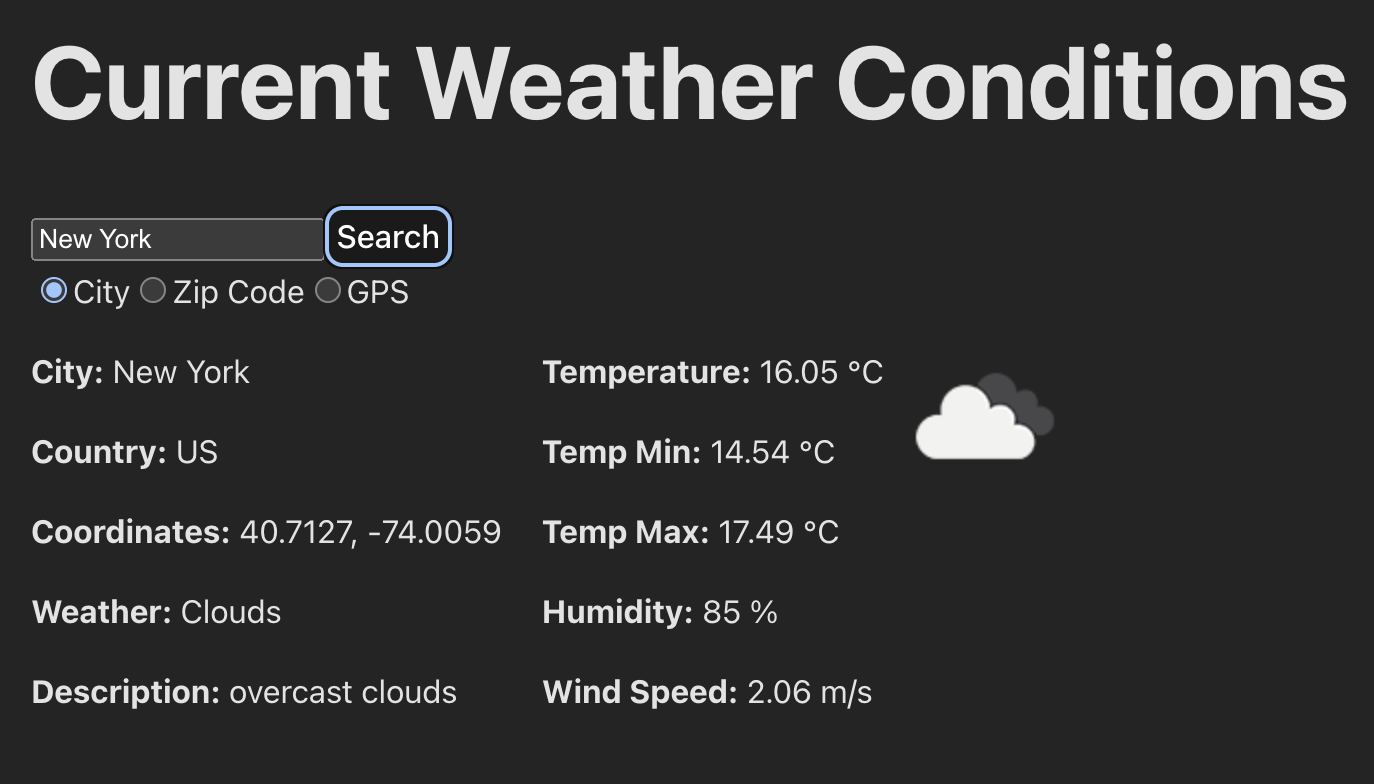 Current Weather Conditions
New York
Search
City Zip Code GPS
City: New York
Country: US
Coordinates: 40.7127, -74.0059
Weather: Clouds
Description: overcast clouds
Temperature: 16.05 °C
Temp Min: 14.54 °C
Temp Max: 17.49 °C
Humidity: 85 %
Wind Speed: 2.06 m/s